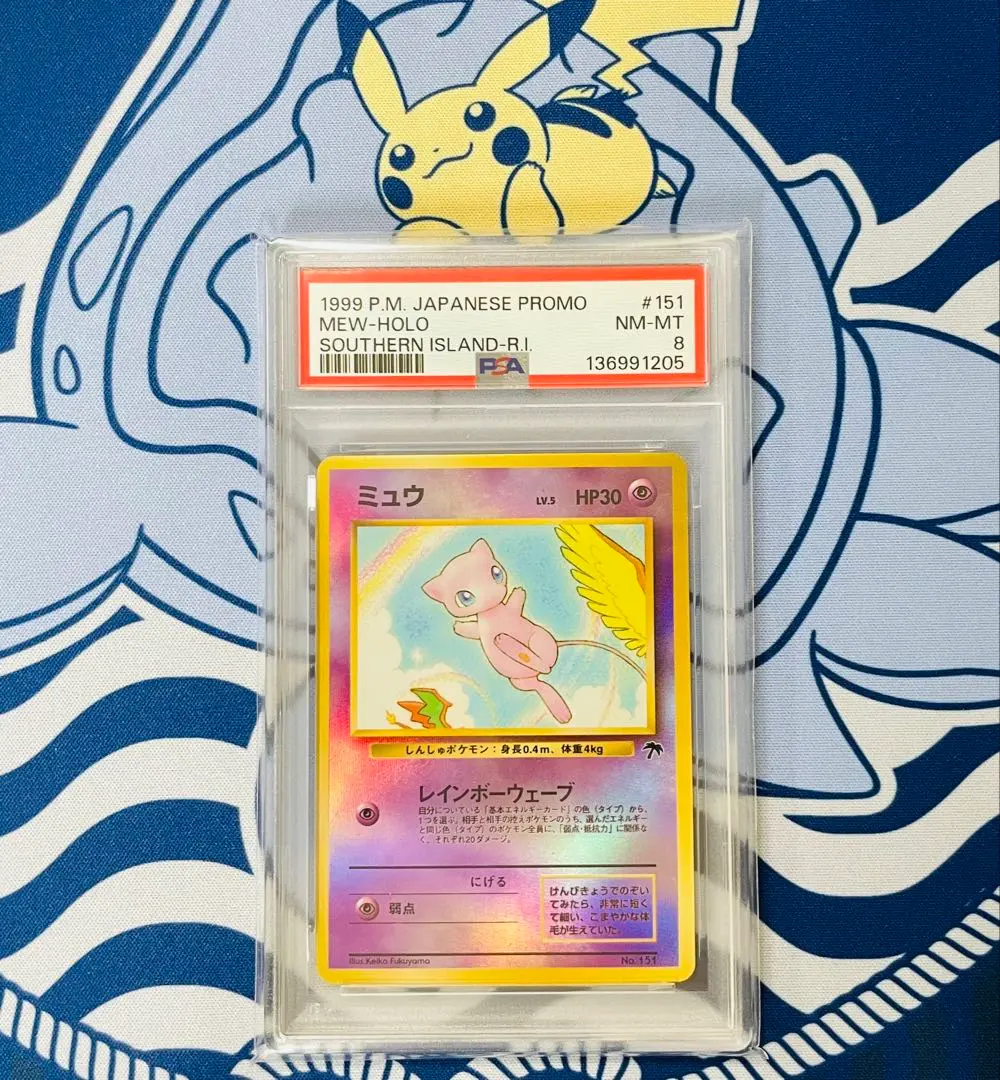 1999 P.M. JAPANESE PROMO #151
MEW-HOLO NM-MT
SOUTHERN ISLAND-R.I. 8
PSA 136991205
ミュウ LV.5 HP30
しんしゅポケモン：身長0.4m、体重4kg
レインボーウェーブ
自分についている「基本エネルギーカード」の色（タイプ）から、
1つを選ぶ。相手と相手の控えポケモンのうち、選んだエネルギー
と同じ色（タイプ）のポケモン全員に、「弱点・抵抗力」に関係な
く、それぞれ20ダメージ。
にげる
弱点
けんびきょうでのぞい
てみたら、非常に短く
て細い、こまやかな体
毛が生えていた。
Illus.Keiko Fukuyama No.151